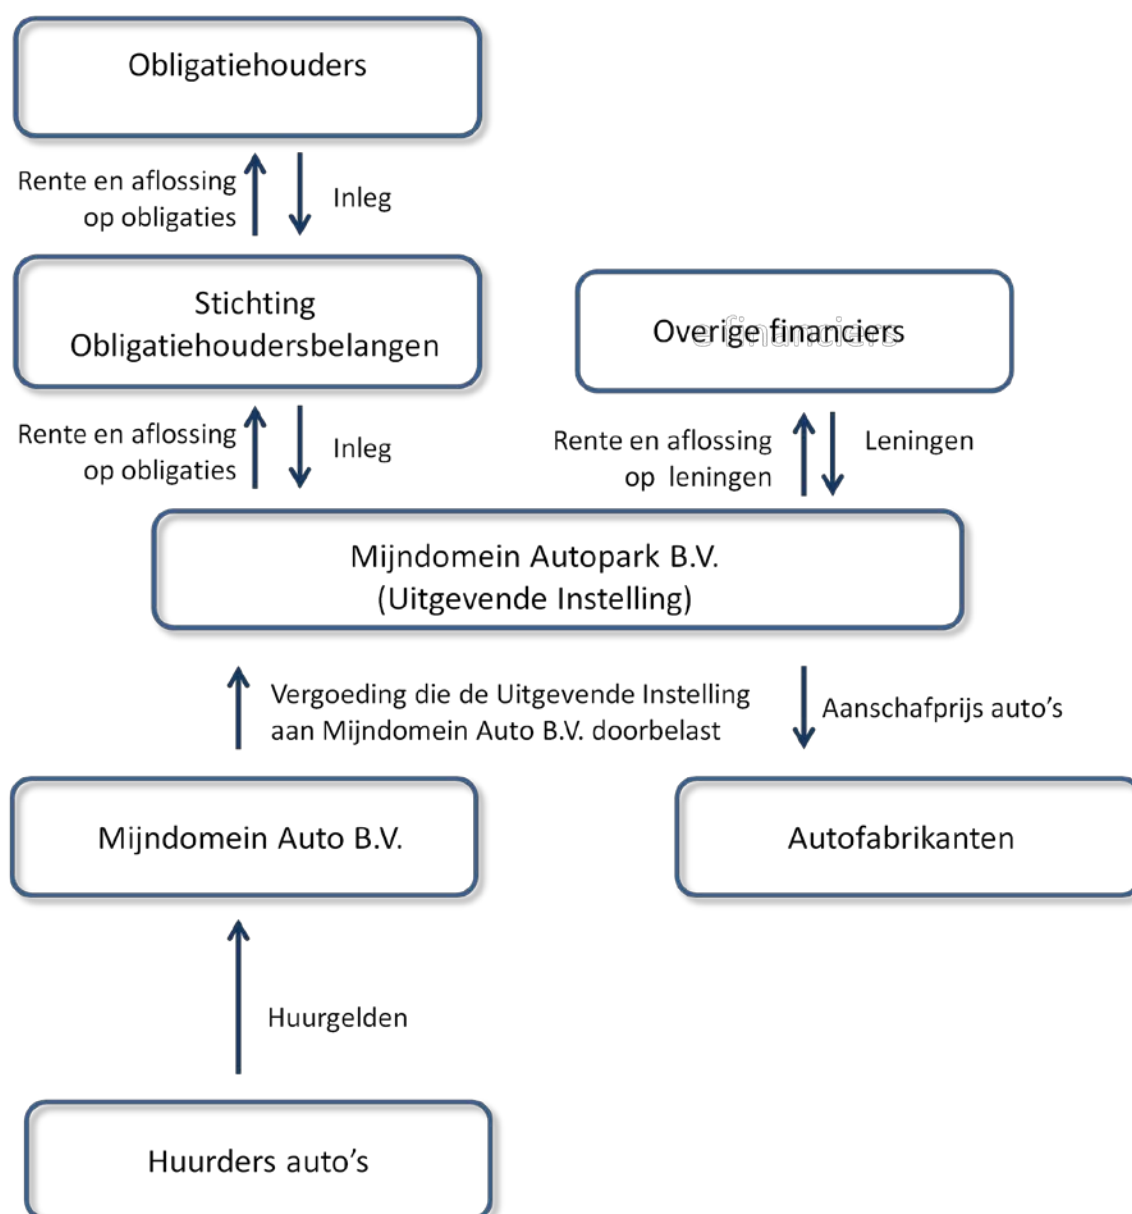 Obligatiehouders
Rente en aflossing
op obligaties
Inleg
Stichting
Obligatiehoudersbelangen
Overige financiers
e financiers
Rente en aflossing
op obligaties
Inleg
Rente en aflossing
op leningen
Leningen
Mijndomein Autopark B.V.
(Uitgevende Instelling)
Vergoeding die de Uitgevende Instelling
aan Mijndomein Auto B.V. doorbelast
Aanschafprijs auto's
Mijndomein Auto B.V.
Autofabrikanten
Huurgelden
Huurders auto's